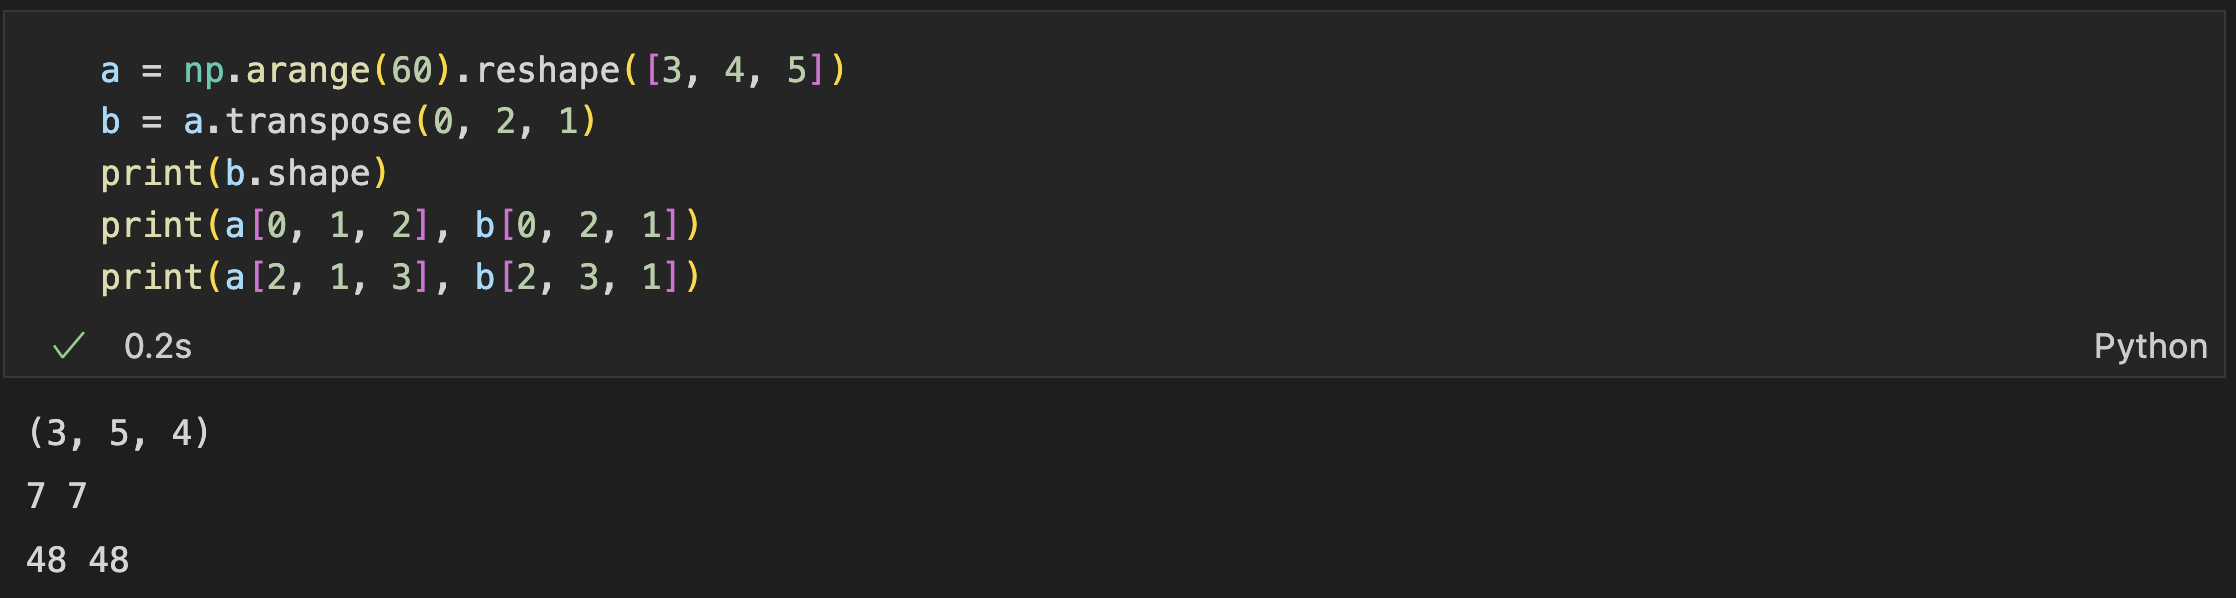 a = np.arange(60).reshape([3, 4, 5])
b = a.transpose(0, 2, 1)
print(b.shape)
print(a[0, 1, 2], b[0, 2, 1])
print(a[2, 1, 3], b[2, 3, 1])
0.2s
Python
(3, 5, 4)
7 7
48 48